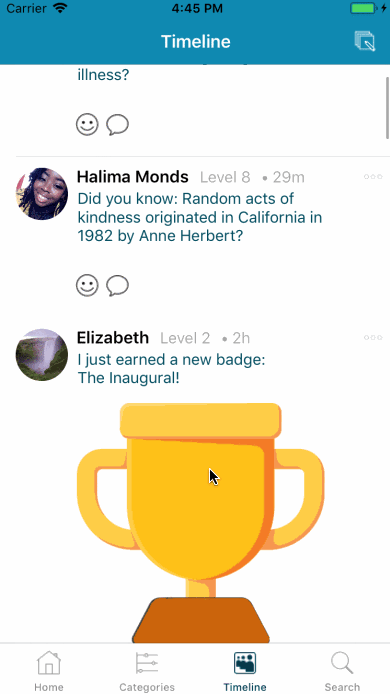 Carrier 4:45 PM
Timeline
illness?
Halima Monds Level 8 • 29m
Did you know: Random acts of
kindness originated in California in
1982 by Anne Herbert?
Elizabeth Level 2 • 2h
I just earned a new badge:
The Inaugural!
Home Categories Timeline Search